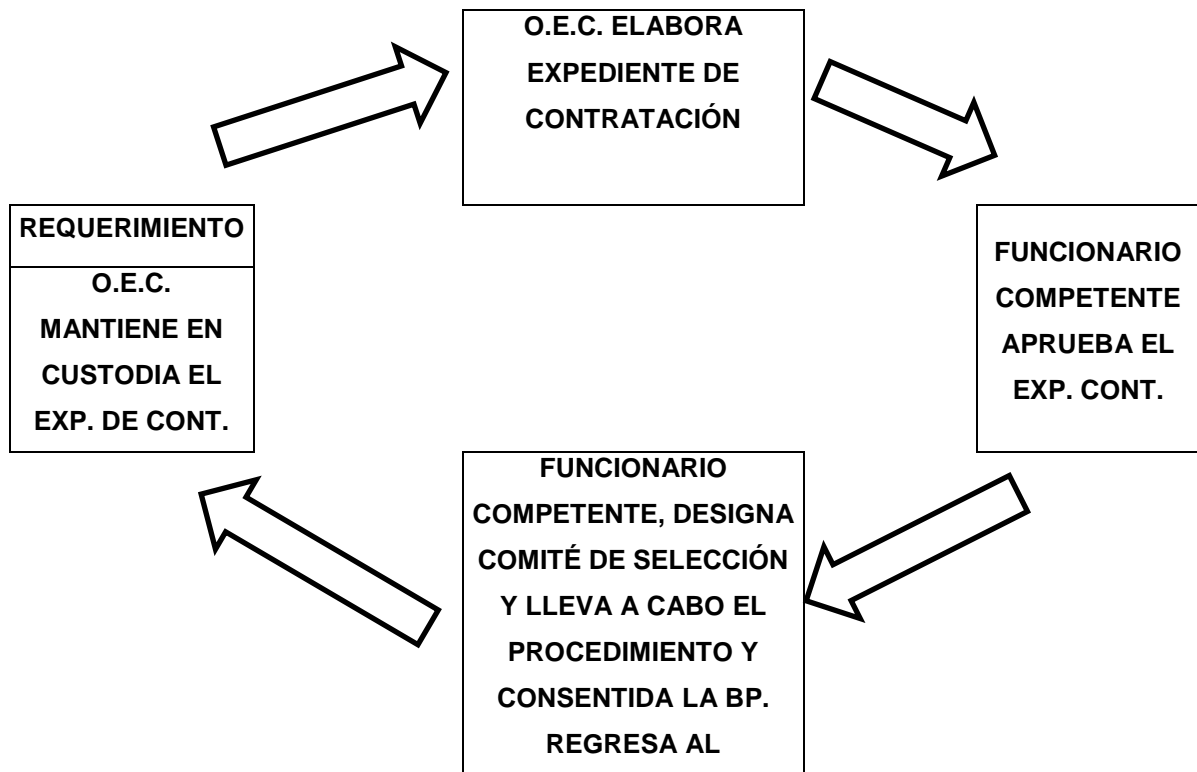 O.E.C. ELABORA
EXPEDIENTE DE
CONTRATACIÓN
REQUERIMIENTO
O.E.C.
MANTIENE EN
CUSTODIA EL
EXP. DE CONT.
FUNCIONARIO
COMPETENTE
APRUEBA EL
EXP. CONT.
FUNCIONARIO
COMPETENTE, DESIGNA
COMITÉ DE SELECCIÓN
Y LLEVA A CABO EL
PROCEDIMIENTO Y
CONSENTIDA LA BP.
REGRESA AL